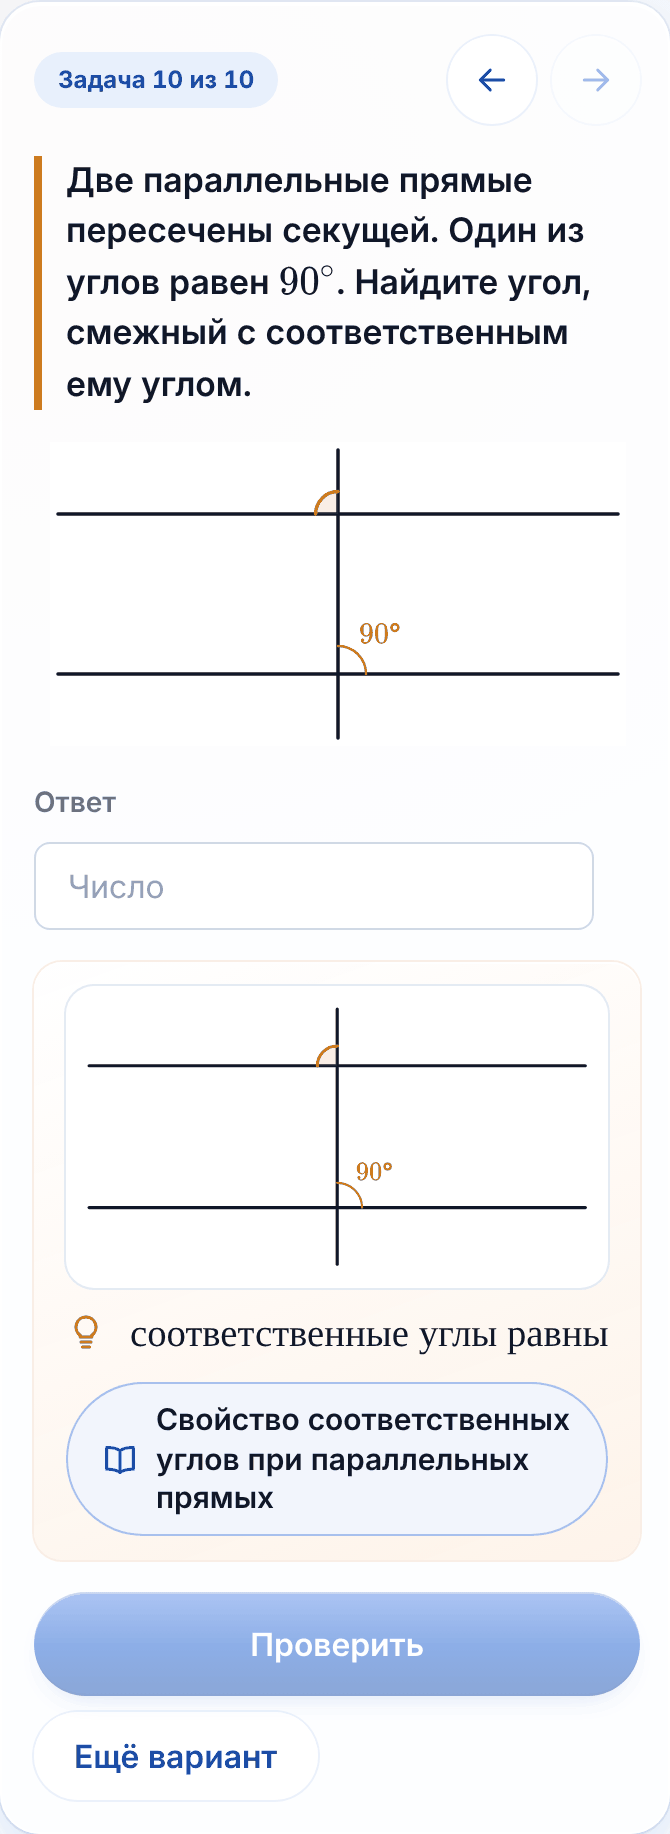 Задача 10 из 10
Две параллельные прямые
пересечены секущей. Один из
углов равен 90°. Найдите угол,
смежный с соответственным
ему углом.
90°
Ответ
Число
90°
соответственные углы равны
Свойство соответственных
углов при параллельных
прямых
Проверить
Ещё вариант